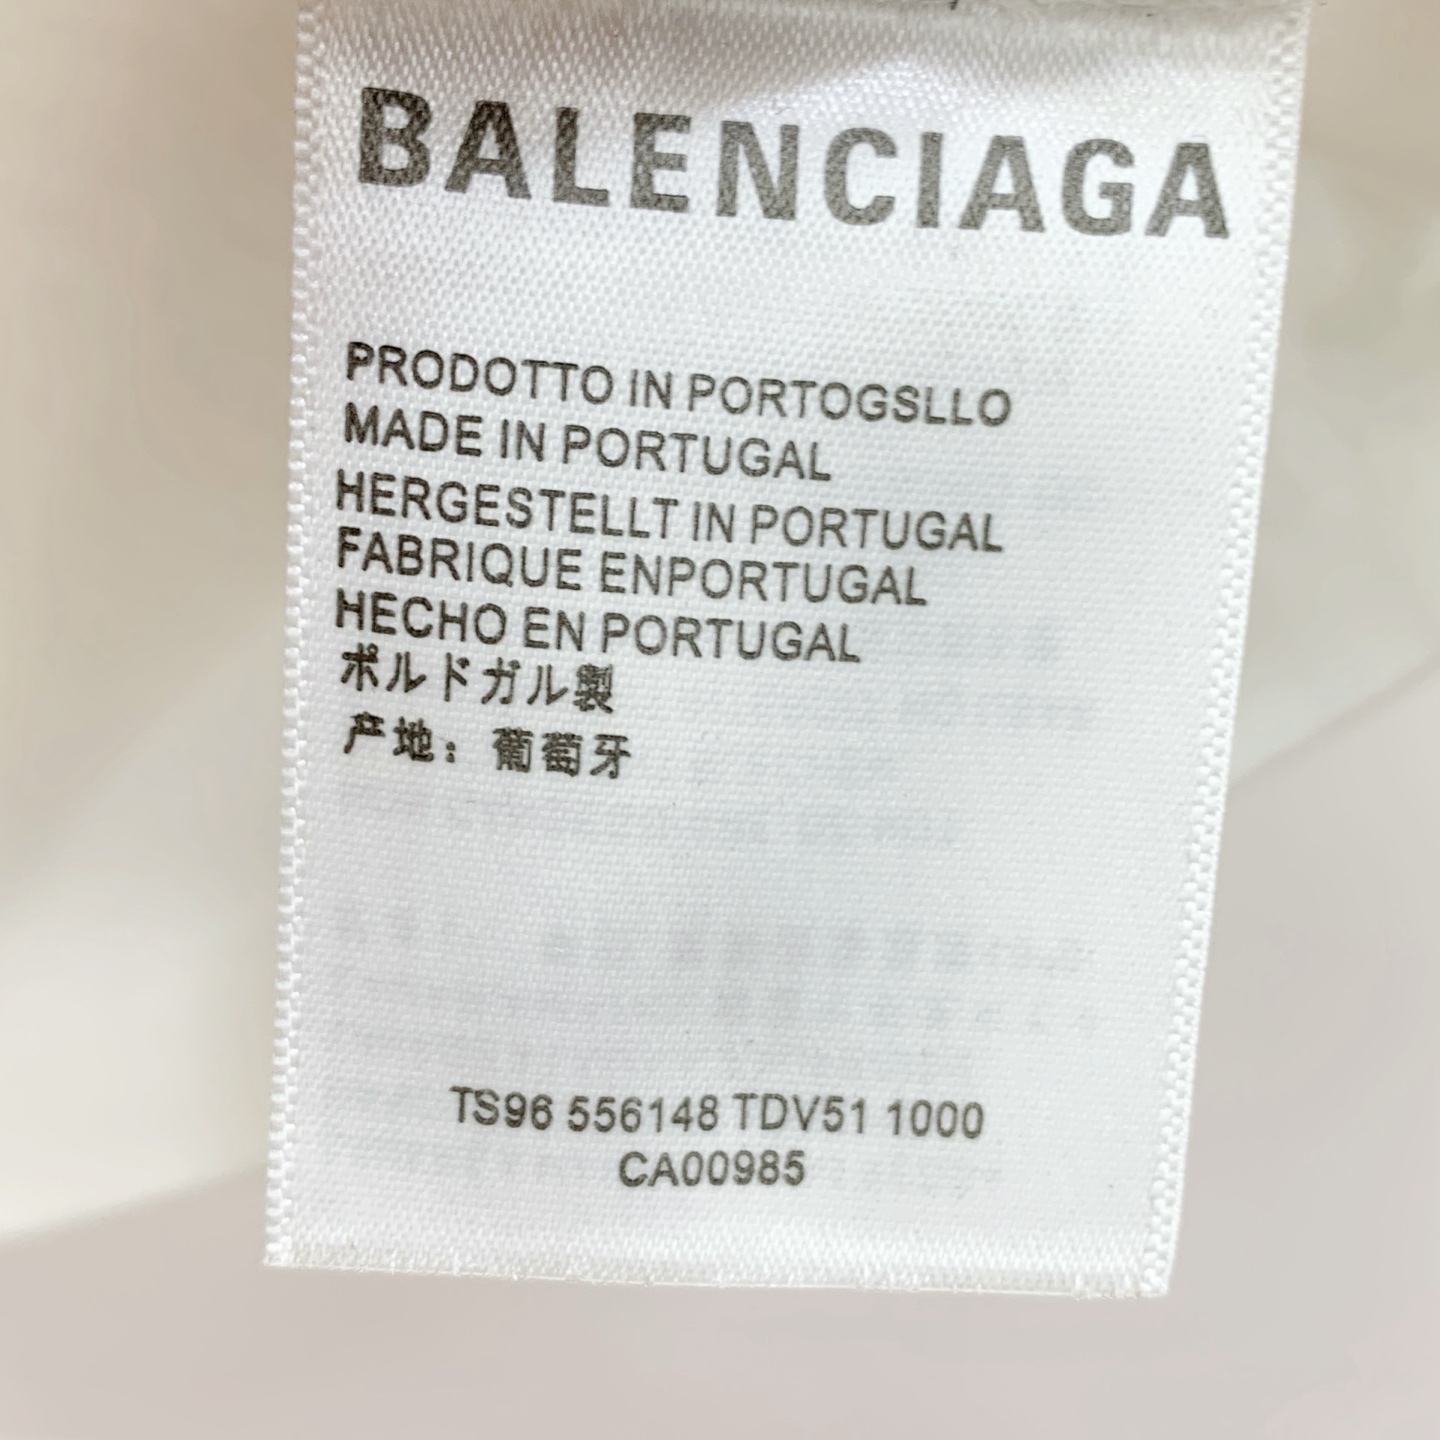 BALENCIAGA
PRODOTTO IN PORTOGSLLO
MADE IN PORTUGAL
HERGESTELLT IN PORTUGAL
FABRIQUE ENPORTUGAL
HECHO EN PORTUGAL
ポルドガル製
产地：葡萄牙
TS96 556148 TDV51 1000
CA00985